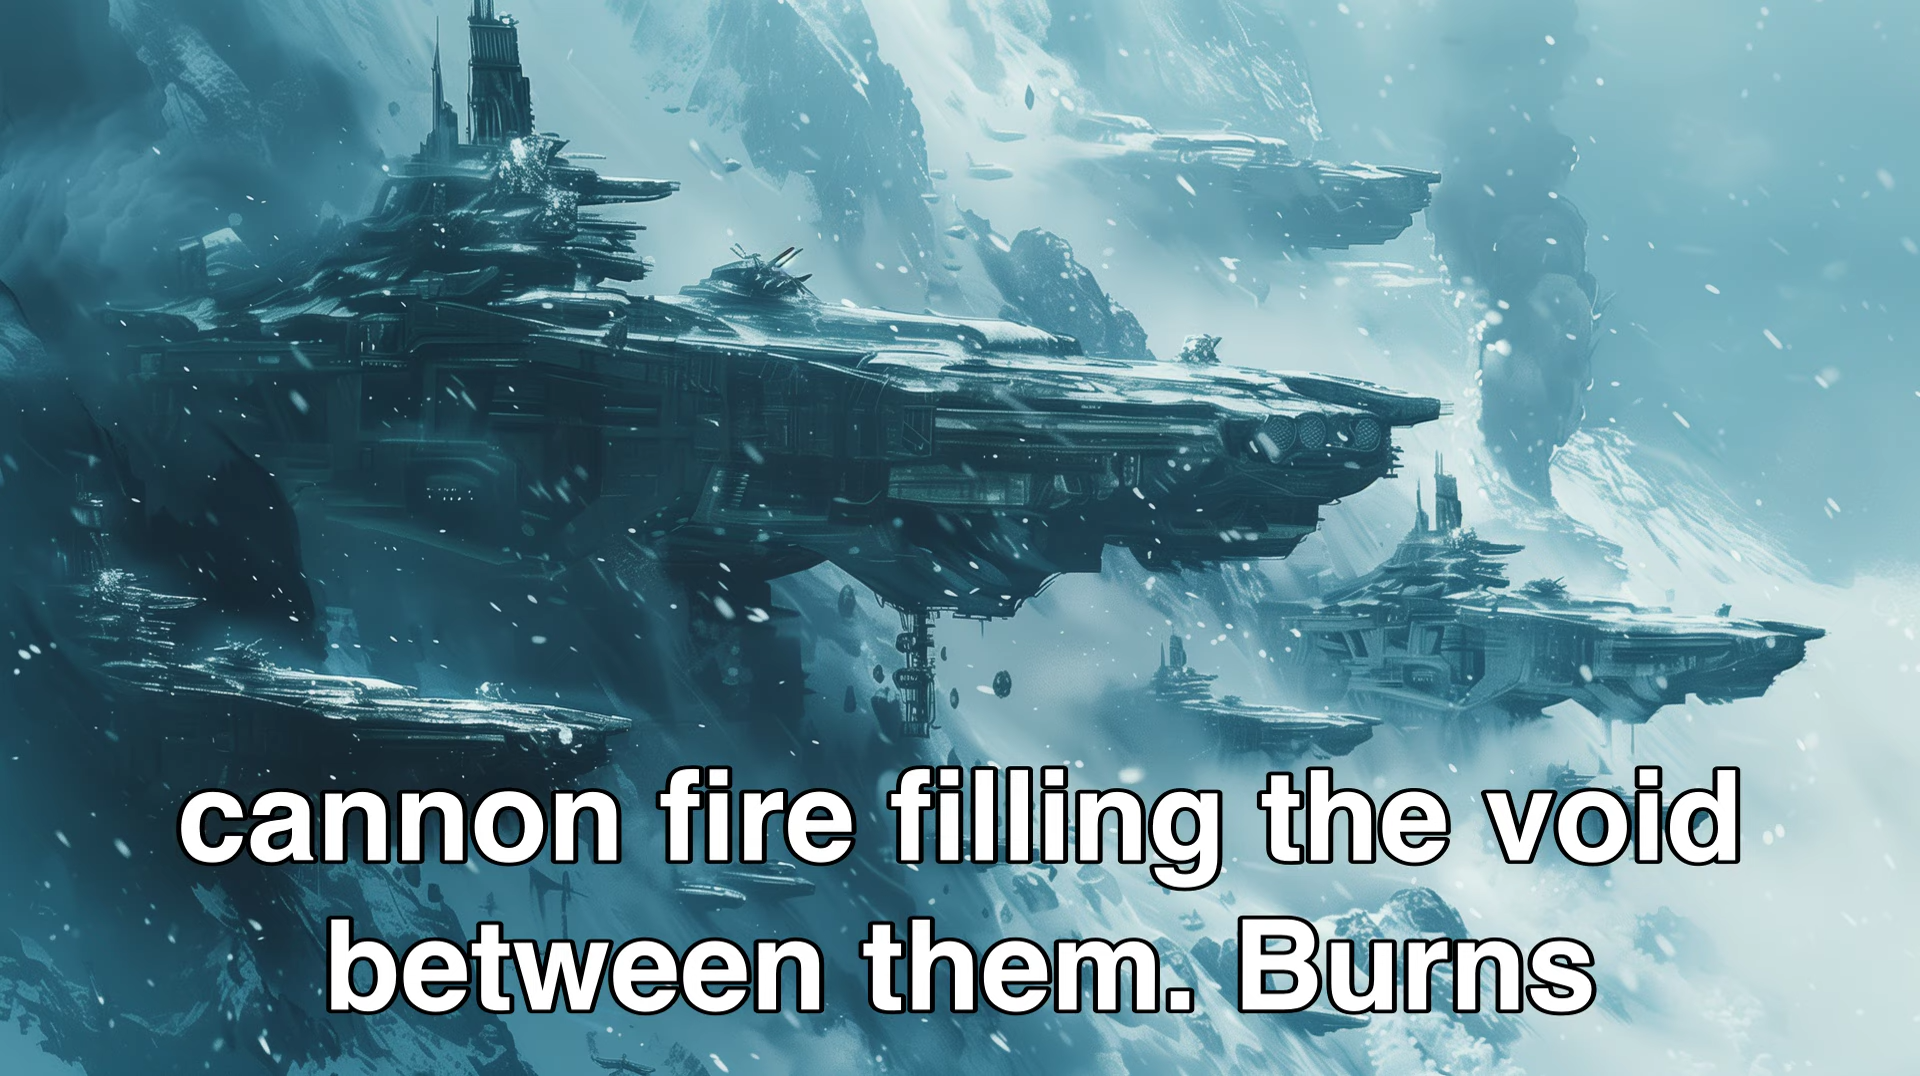 cannon fire filling the void
between them. Burns